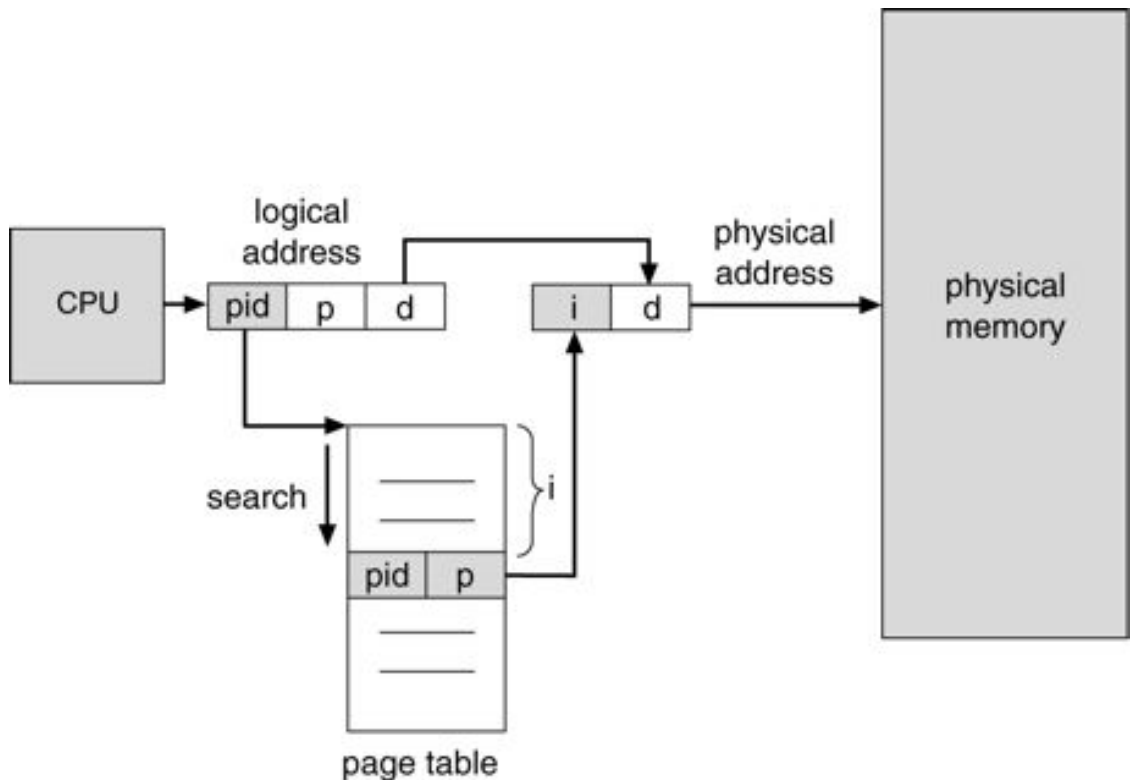 logical
address
physical
address
CPU
pid p d
i d
physical
memory
search
i
pid p
page table